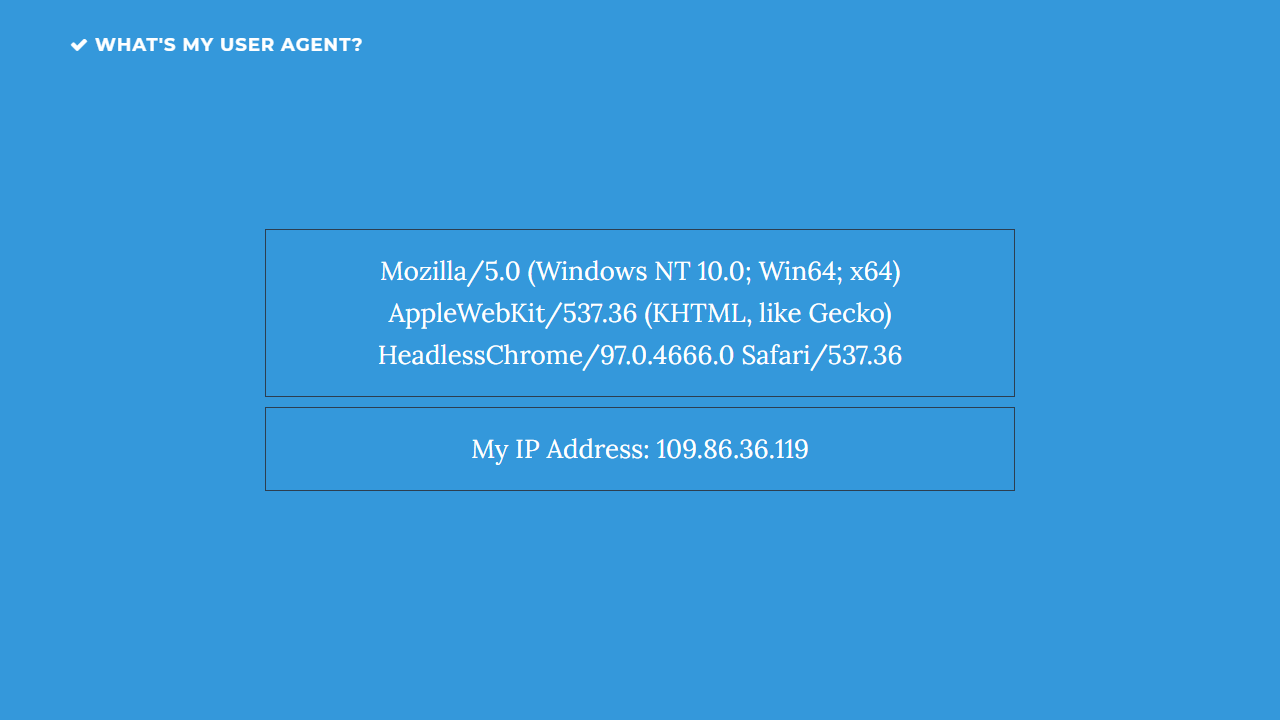 WHAT'S MY USER AGENT?
Mozilla/5.0 (Windows NT 10.0; Win64; x64)
AppleWebKit/537.36 (KHTML, like Gecko)
HeadlessChrome/97.0.4666.0 Safari/537.36
My IP Address: 109.86.36.119